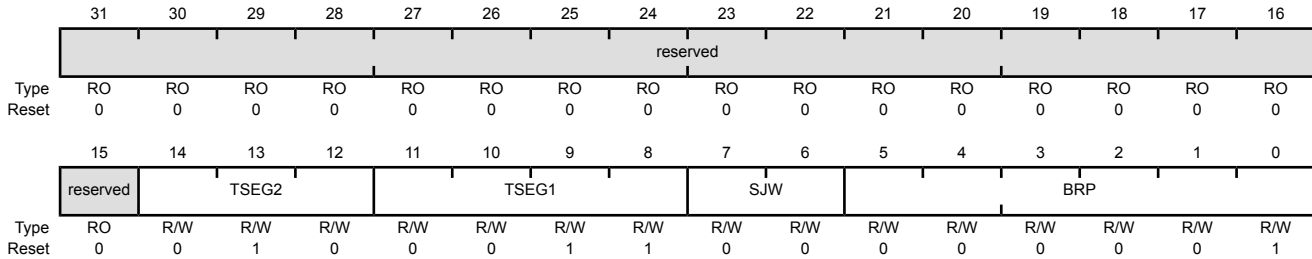 31 30 29 28 27 26 25 24 23 22 21 20 19 18 17 16
reserved
Type RO RO RO RO RO RO RO RO RO RO RO RO RO RO RO RO
Reset 0 0 0 0 0 0 0 0 0 0 0 0 0 0 0 0
15 14 13 12 11 10 9 8 7 6 5 4 3 2 1 0
reserved TSEG2 TSEG1 SJW BRP
Type RO R/W R/W R/W R/W R/W R/W R/W R/W R/W R/W R/W R/W R/W R/W R/W
Reset 0 0 1 0 0 0 1 1 0 0 0 0 0 0 0 1